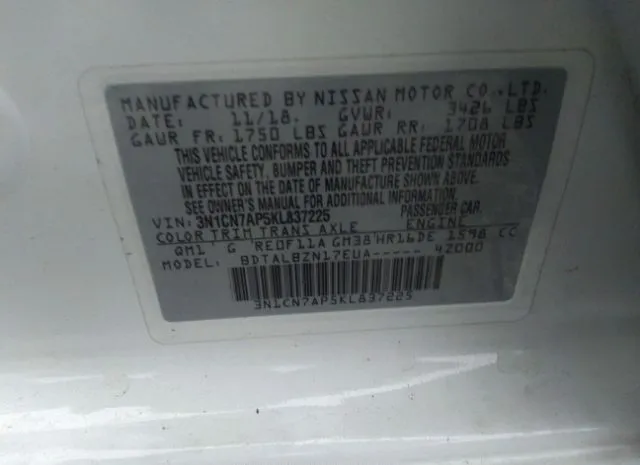 MANUFACTURED BY NISSAN MOTOR CO.,LTD.
DATE: 11/18. GVWR: 3426 LBS
GAWR FR: 1750 LBS GAWR RR: 1708 LBS
THIS VEHICLE CONFORMS TO ALL APPLICABLE FEDERAL MOTOR
VEHICLE SAFETY, BUMPER AND THEFT PREVENTION STANDARDS
IN EFFECT ON THE DATE OF MANUFACTURE SHOWN ABOVE.
SEE OWNER'S MANUAL FOR ADDITIONAL INFORMATION.
VIN: 3N1CN7AP5KL837225 PASSENGER CAR.
COLOR TRIM TRANS AXLE ENGINE
QM1 G RE0F11A GM38 HR16DE 1598 CC
MODEL: BDTALBZN17EUA----- 42000
3N1CN7AP5KL837225